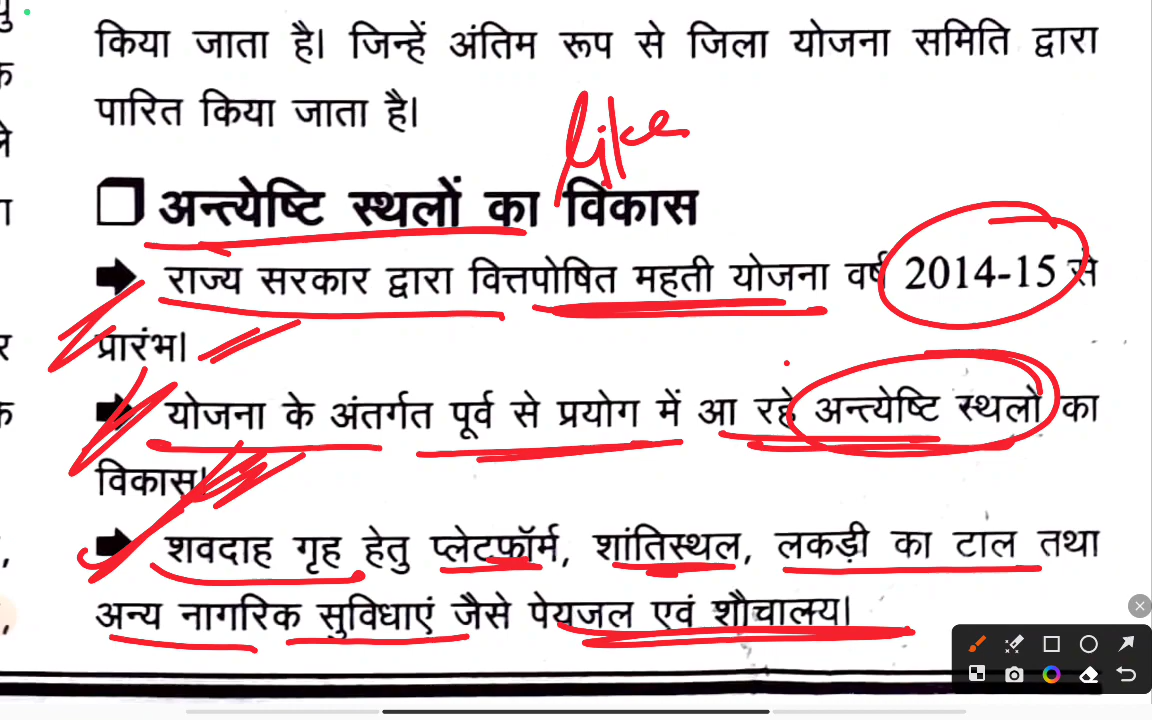 किया जाता है। जिन्हें अंतिम रूप से जिला योजना समिति द्वारा
पारित किया जाता है।
like
❑ अन्त्येष्टि स्थलों का विकास
➡ राज्य सरकार द्वारा वित्तपोषित महती योजना वर्ष 2014-15 से
प्रारंभ।
➡ योजना के अंतर्गत पूर्व से प्रयोग में आ रहे अन्त्येष्टि स्थलों का
विकास।
➡ शवदाह गृह हेतु प्लेटफॉर्म, शांतिस्थल, लकड़ी का टाल तथा
अन्य नागरिक सुविधाएं जैसे पेयजल एवं शौचालय।